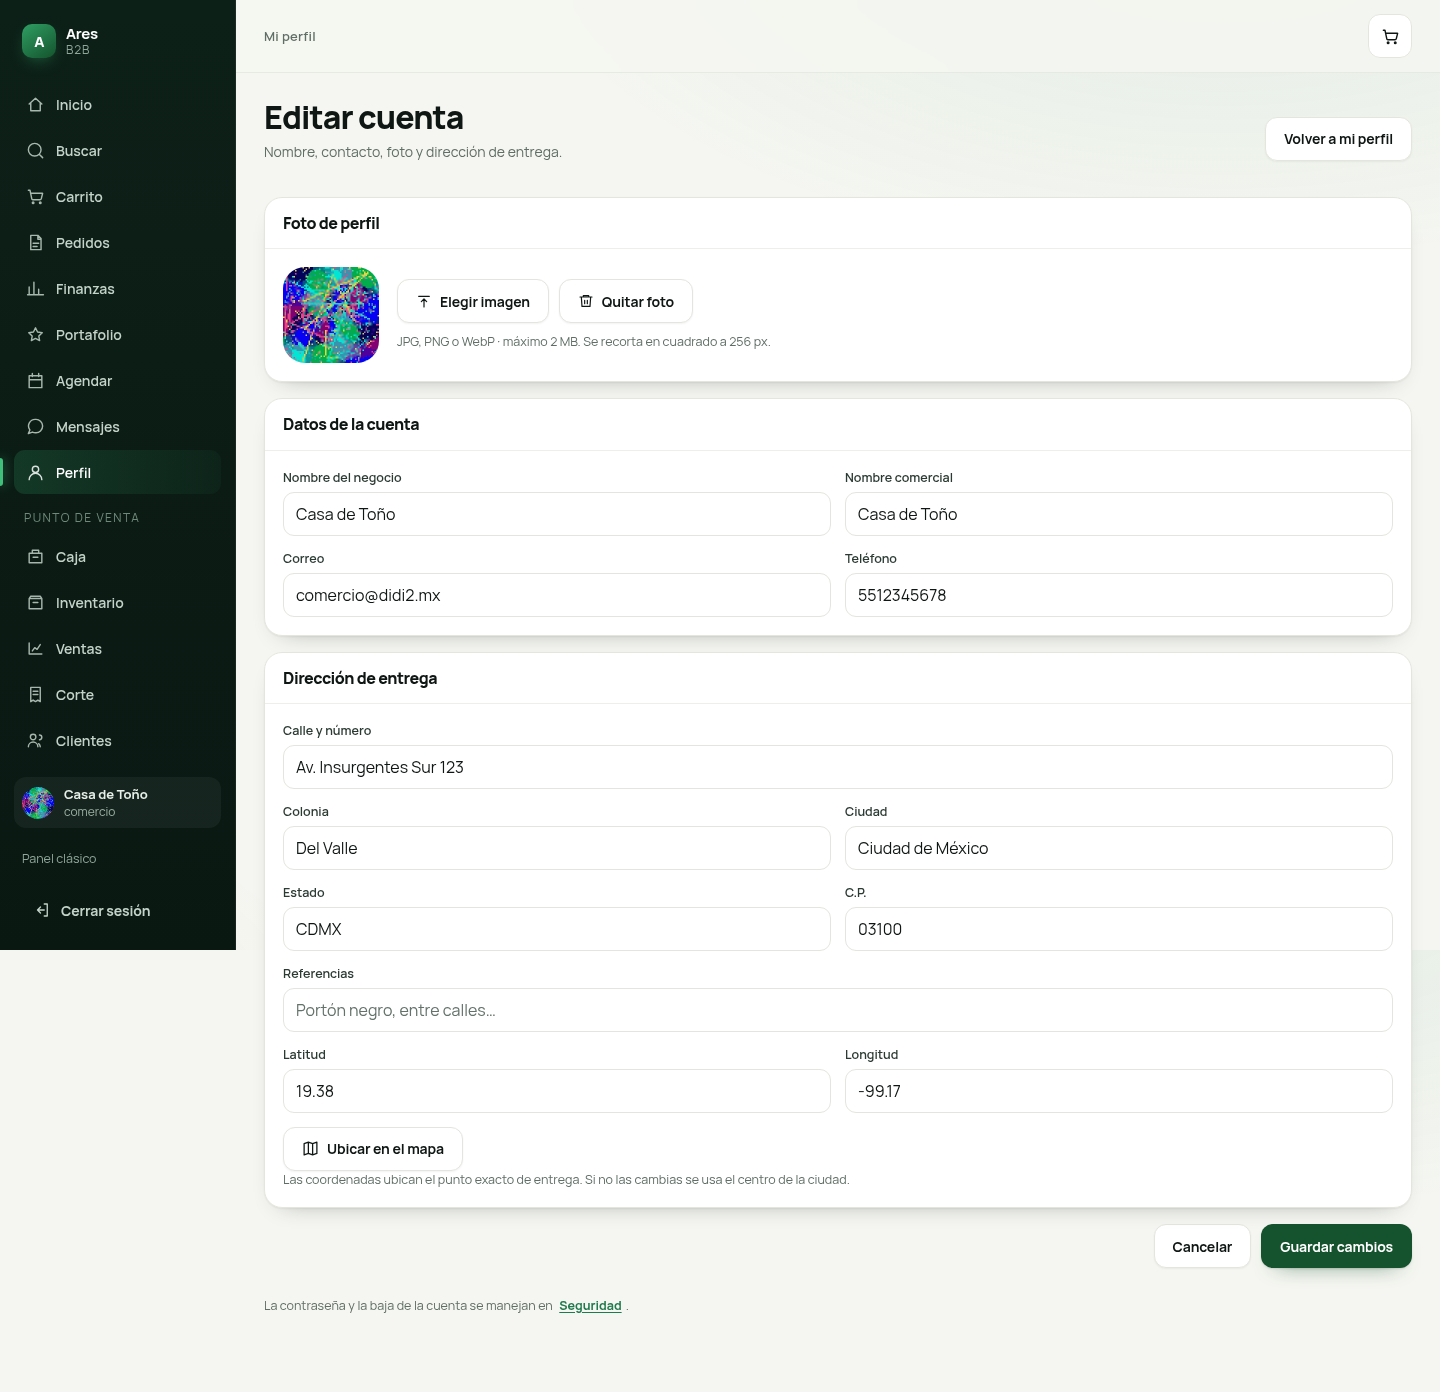 A
Ares
B2B
Inicio
Buscar
Carrito
Pedidos
Finanzas
Portafolio
Agendar
Mensajes
Perfil
PUNTO DE VENTA
Caja
Inventario
Ventas
Corte
Clientes
Casa de Toño
comercio
Panel clásico
Cerrar sesión
Mi perfil
Editar cuenta
Nombre, contacto, foto y dirección de entrega.
Volver a mi perfil
Foto de perfil
Elegir imagen
Quitar foto
JPG, PNG o WebP · máximo 2 MB. Se recorta en cuadrado a 256 px.
Datos de la cuenta
Nombre del negocio
Nombre comercial
Casa de Toño
Casa de Toño
Correo
Teléfono
comercio@didi2.mx
5512345678
Dirección de entrega
Calle y número
Av. Insurgentes Sur 123
Colonia
Ciudad
Del Valle
Ciudad de México
Estado
C.P.
CDMX
03100
Referencias
Portón negro, entre calles…
Latitud
Longitud
19.38
-99.17
Ubicar en el mapa
Las coordenadas ubican el punto exacto de entrega. Si no las cambias se usa el centro de la ciudad.
Cancelar
Guardar cambios
La contraseña y la baja de la cuenta se manejan en Seguridad .